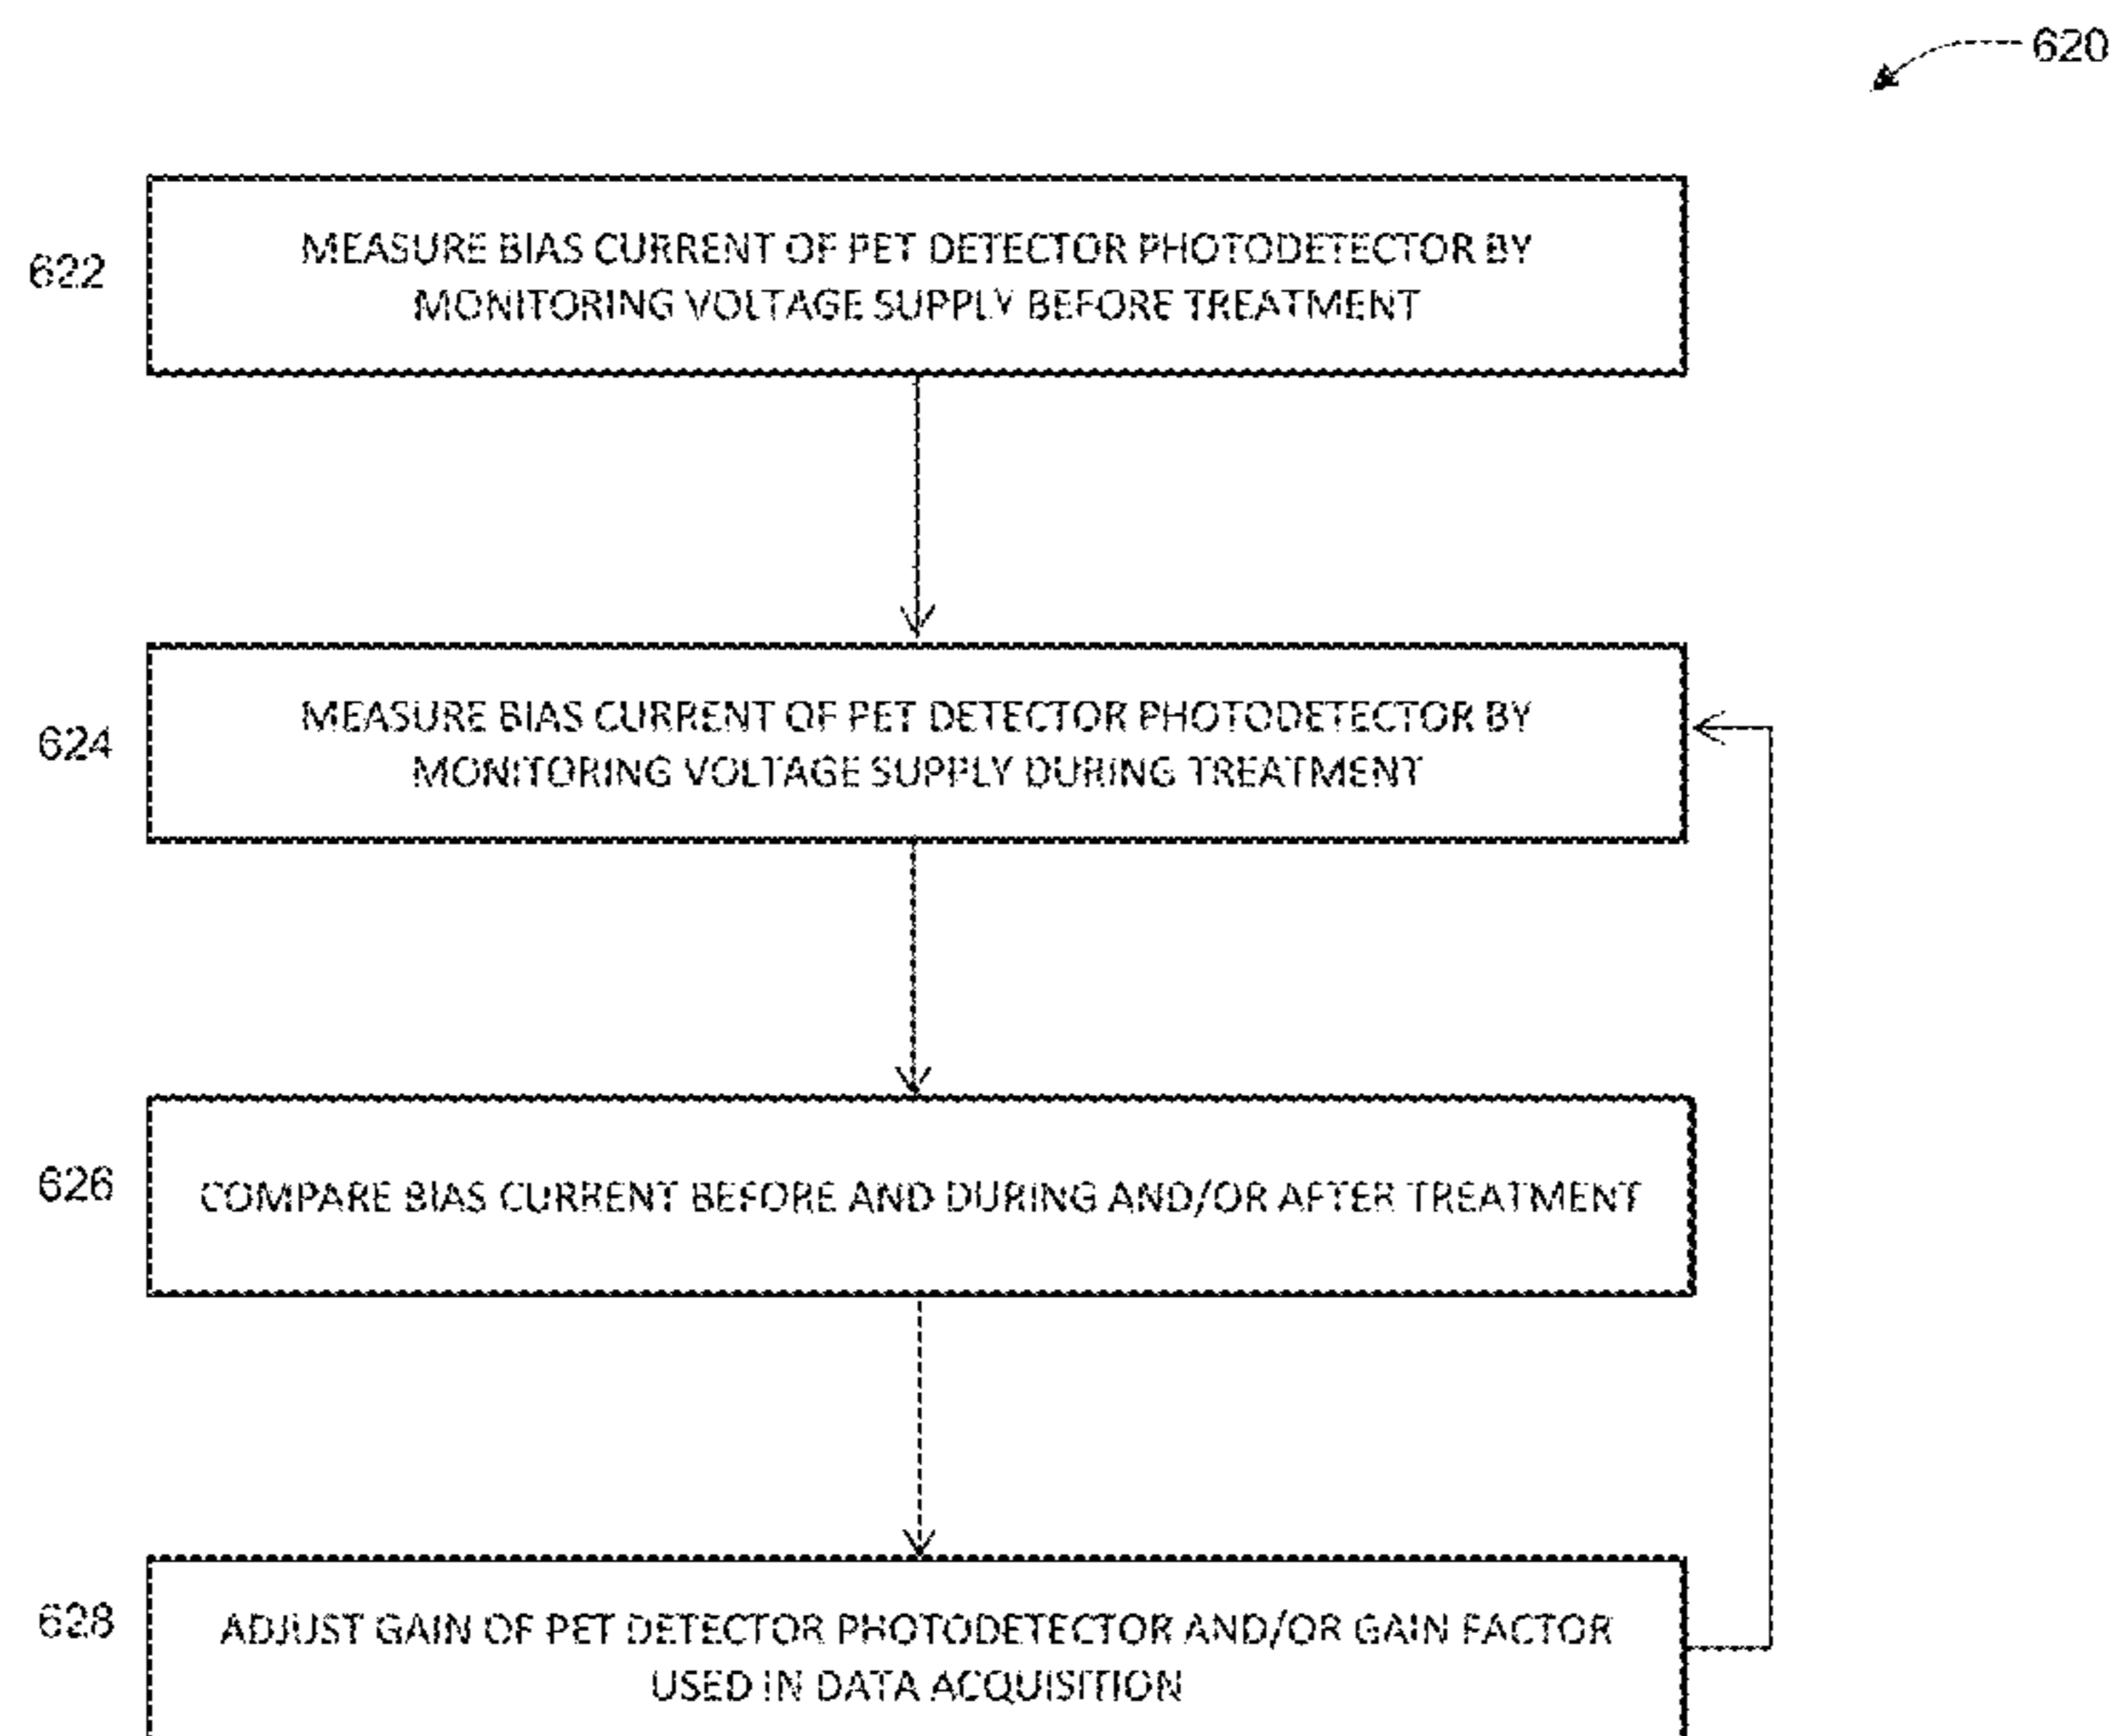 620
622
MEASURE BIAS CURRENT OF PET DETECTOR PHOTODETECTOR BY
MONITORING VOLTAGE SUPPLY BEFORE TREATMENT
624
MEASURE BIAS CURRENT OF PET DETECTOR PHOTODETECTOR BY
MONITORING VOLTAGE SUPPLY DURING TREATMENT
626
COMPARE BIAS CURRENT BEFORE AND DURING AND/OR AFTER TREATMENT
628
ADJUST GAIN OF PET DETECTOR PHOTODETECTOR AND/OR GAIN FACTOR
USED IN DATA ACQUISITION